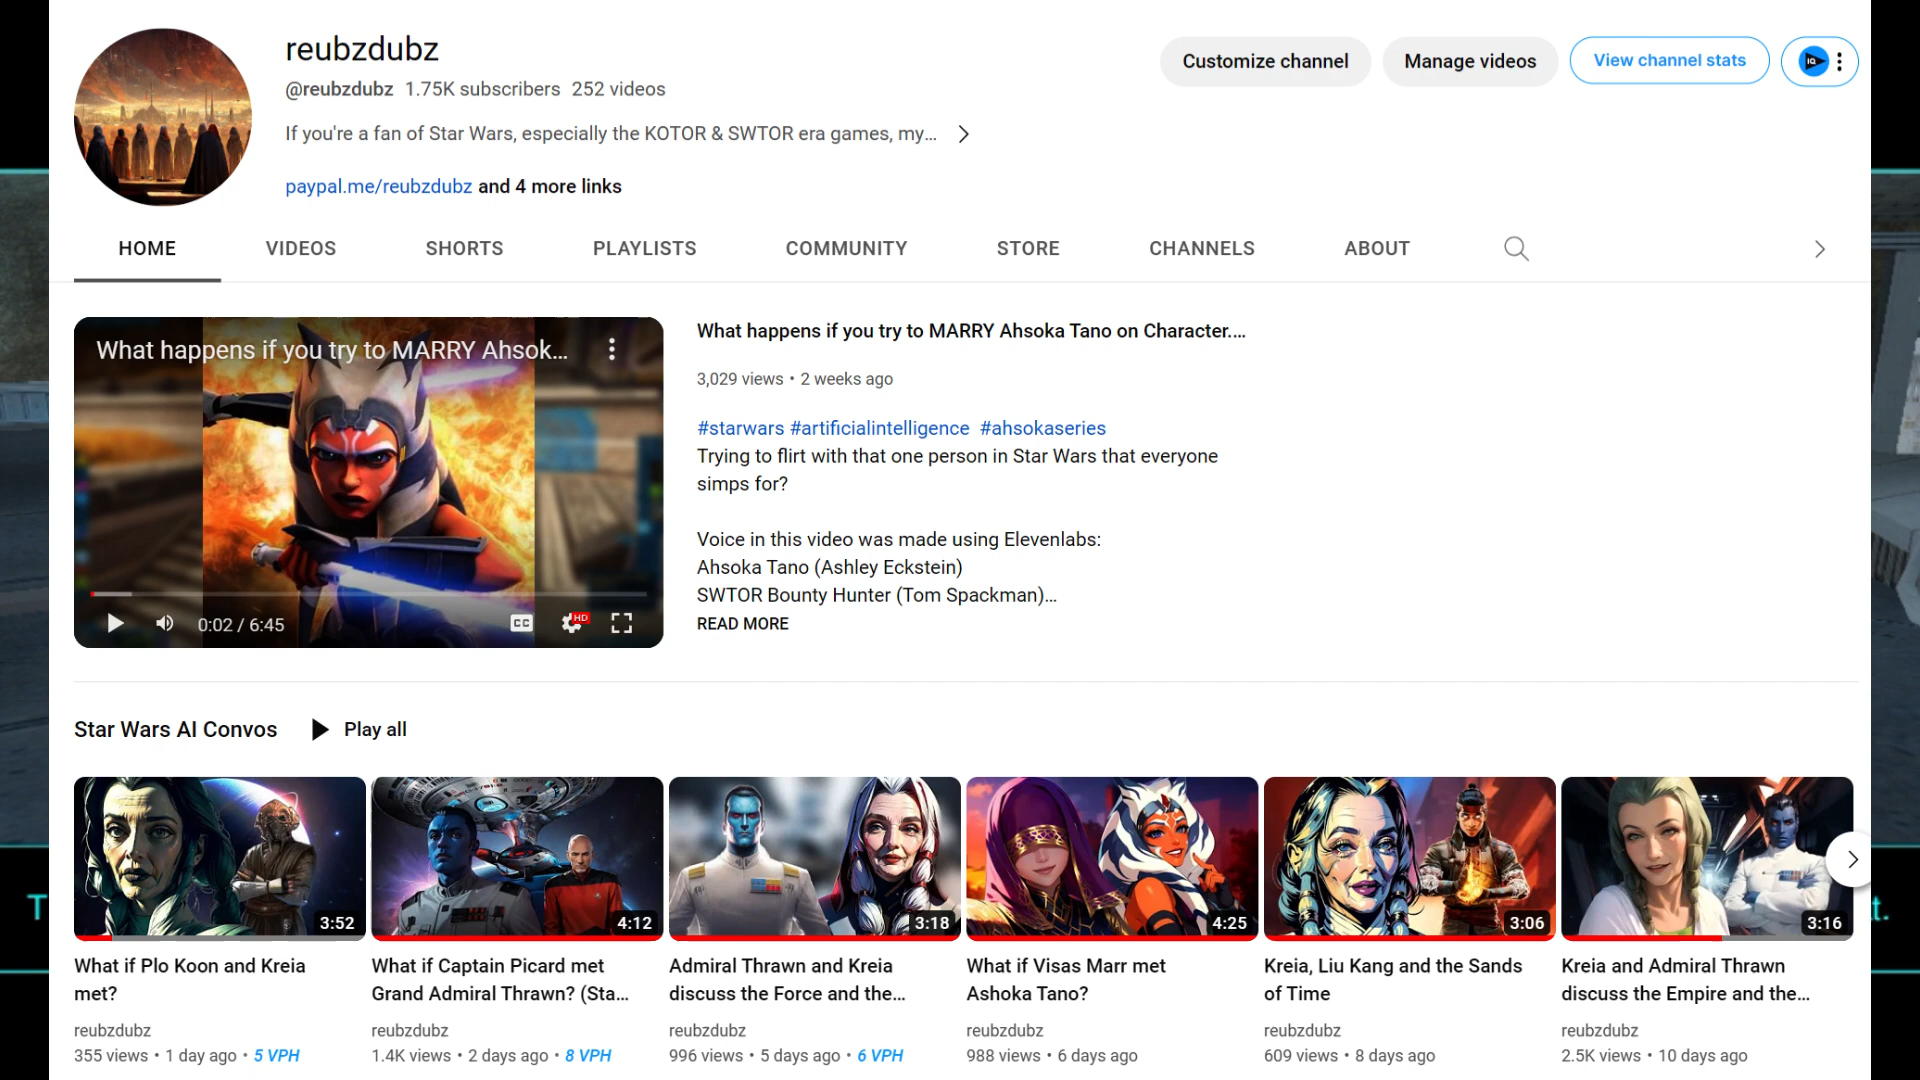 reubzdubz
@reubzdubz 1.75K subscribers 252 videos
If you're a fan of Star Wars, especially the KOTOR & SWTOR era games, my...
paypal.me/reubzdubz and 4 more links
Customize channel
Manage videos
View channel stats
IQ
HOME
VIDEOS
SHORTS
PLAYLISTS
COMMUNITY
STORE
CHANNELS
ABOUT
What happens if you try to MARRY Ahsok...
0:02 / 6:45
CC
HD
What happens if you try to MARRY Ahsoka Tano on Character....
3,029 views • 2 weeks ago
#starwars #artificialintelligence #ahsokaseries
Trying to flirt with that one person in Star Wars that everyone
simps for?
Voice in this video was made using Elevenlabs:
Ahsoka Tano (Ashley Eckstein)
SWTOR Bounty Hunter (Tom Spackman)...
READ MORE
Star Wars AI Convos
Play all
3:52
What if Plo Koon and Kreia
met?
reubzdubz
355 views • 1 day ago • 5 VPH
4:12
What if Captain Picard met
Grand Admiral Thrawn? (Sta...
reubzdubz
1.4K views • 2 days ago • 8 VPH
3:18
Admiral Thrawn and Kreia
discuss the Force and the...
reubzdubz
996 views • 5 days ago • 6 VPH
4:25
What if Visas Marr met
Ashoka Tano?
reubzdubz
988 views • 6 days ago
3:06
Kreia, Liu Kang and the Sands
of Time
reubzdubz
609 views • 8 days ago
3:16
Kreia and Admiral Thrawn
discuss the Empire and the...
reubzdubz
2.5K views • 10 days ago
T
t.